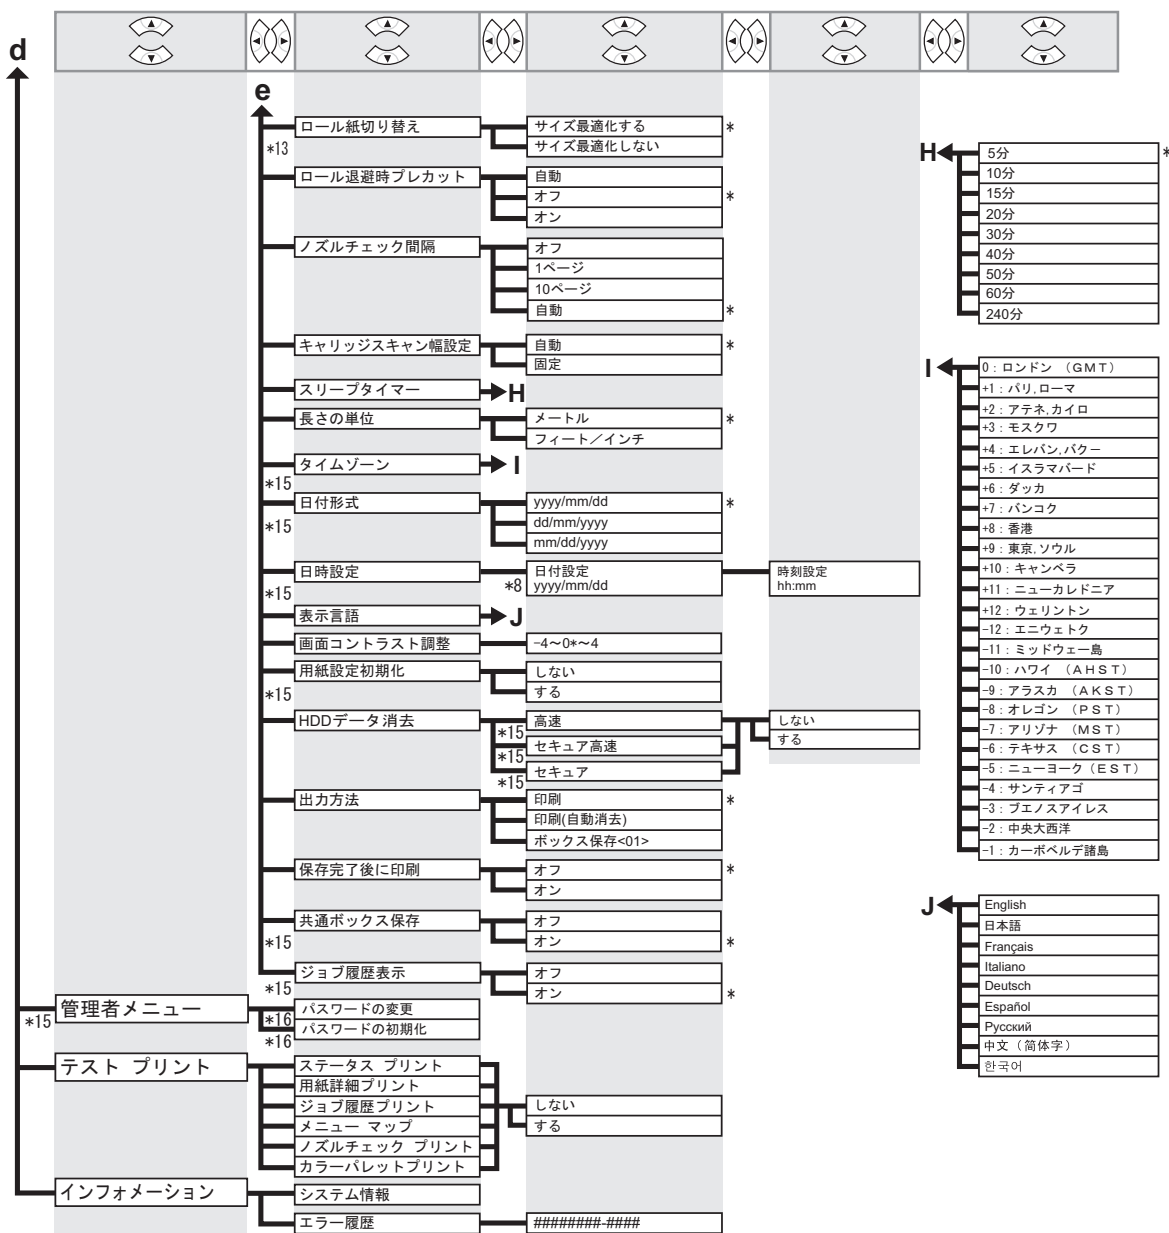 d
e
ロール紙切り替え
*13
サイズ最適化する
*
サイズ最適化しない
ロール退避時プレカット
自動
オフ
*
オン
ノズルチェック間隔
オフ
1ページ
10ページ
自動
*
キャリッジスキャン幅設定
自動
*
固定
スリープタイマー
H
長さの単位
メートル
*
フィート／インチ
タイムゾーン
*15
I
日付形式
*15
yyyy/mm/dd
*
dd/mm/yyyy
mm/dd/yyyy
日時設定
*15
*8
日付設定
yyyy/mm/dd
時刻設定
hh:mm
表示言語
J
画面コントラスト調整
−4〜0*〜4
用紙設定初期化
*15
しない
する
HDDデータ消去
*15
高速
*15
セキュア高速
*15
セキュア
しない
する
出力方法
印刷
*
印刷(自動消去)
ボックス保存<01>
保存完了後に印刷
オフ
*
オン
共通ボックス保存
*15
オフ
オン
*
ジョブ履歴表示
*15
オフ
オン
*
*15
管理者メニュー
*16
パスワードの変更
*16
パスワードの初期化
テスト プリント
ステータス プリント
用紙詳細プリント
ジョブ履歴プリント
メニュー マップ
ノズルチェック プリント
カラーパレットプリント
しない
する
インフォメーション
システム情報
エラー履歴
########-####
H
5分
*
10分
15分
20分
30分
40分
50分
60分
240分
I
0：ロンドン （ＧＭＴ）
+1：パリ,ローマ
+2：アテネ,カイロ
+3：モスクワ
+4：エレバン,バクー
+5：イスラマバード
+6：ダッカ
+7：バンコク
+8：香港
+9：東京,ソウル
+10：キャンベラ
+11：ニューカレドニア
+12：ウェリントン
-12：エニウェトク
-11：ミッドウェー島
-10：ハワイ （ＡＨＳＴ）
-9：アラスカ （ＡＫＳＴ）
-8：オレゴン （ＰＳＴ）
-7：アリゾナ （ＭＳＴ）
-6：テキサス （ＣＳＴ）
-5：ニューヨーク（ＥＳＴ）
-4：サンティアゴ
-3：ブエノスアイレス
-2：中央大西洋
-1：カーボベルデ諸島
J
English
日本語
Français
Italiano
Deutsch
Español
Русский
中文（简体字）
한국어